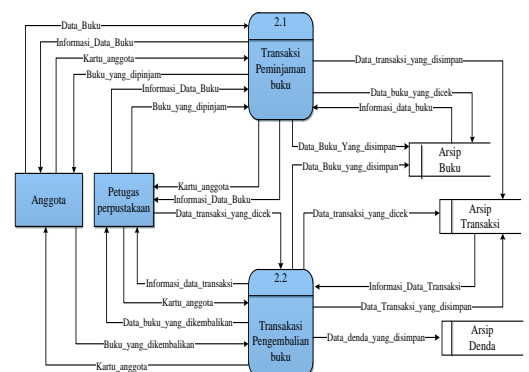 Data_Buku
2.1
Informasi_Data_Buku
Transaksi
Peminjaman
buku
Kartu_anggota
Data_transaksi_yang_disimpan
Buku_yang_dipinjam
Informasi_Data_Buku
Data_buku_yang_dicek
Buku_yang_dipinjam
Informasi_data_buku
Data_Buku_Yang_disimpan
Data_Buku_yang_disimpan
Arsip
Buku
Anggota
Petugas
perpustakaan
Kartu_anggota
Informasi_Data_Buku
Data_transaksi_yang_dicek
Data_transaksi_yang_dicek
Arsip
Transaksi
Informasi_data_transaksi
2.2
Informasi_Data_Transaksi
Kartu_anggota
Transakasi
Pengembalian
buku
Data_Transaksi_yang_disimpan
Data_buku_yang_dikembalikan
Data_denda_yang_disimpan
Arsip
Denda
Buku_yang_dikembalikan
Kartu_anggota